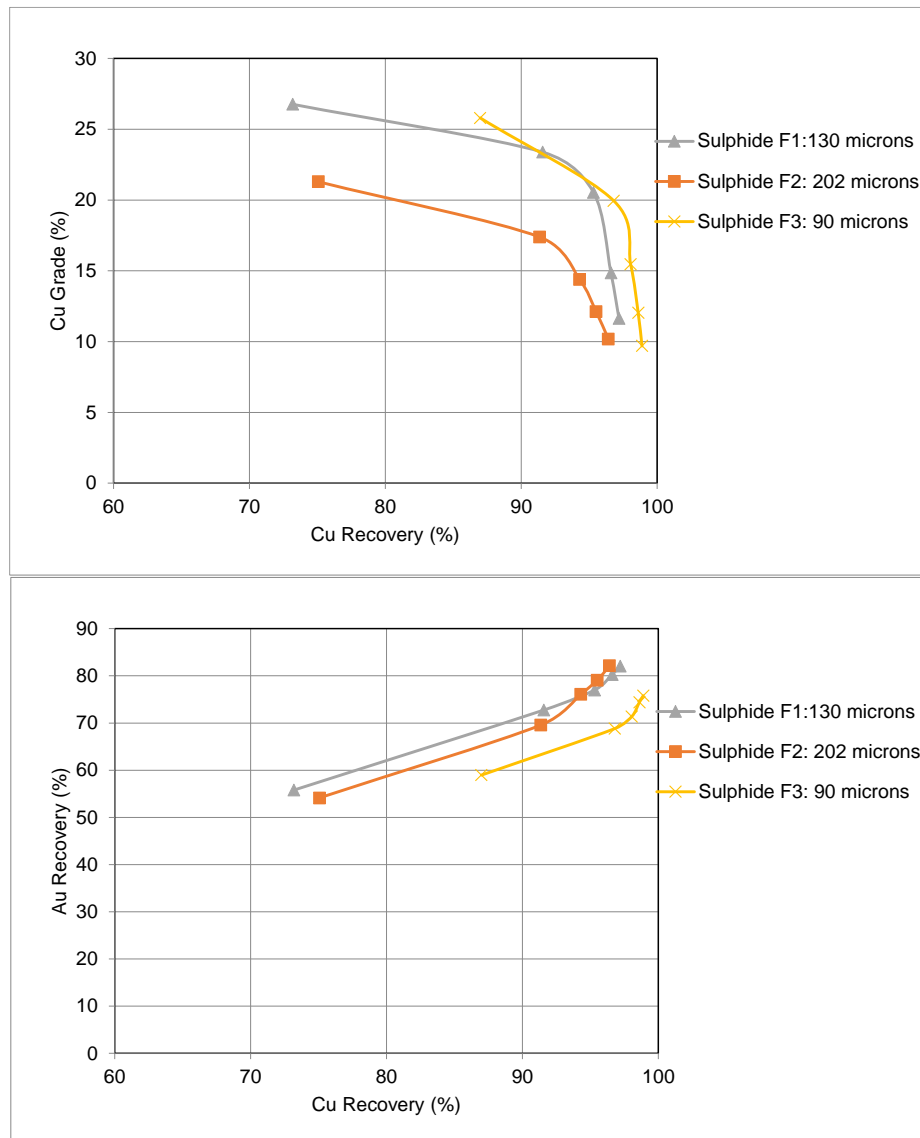 30
25
20
15
10
5
0
Cu Grade (%)
60 70 80 90 100
Cu Recovery (%)
Sulphide F1:130 microns
Sulphide F2: 202 microns
Sulphide F3: 90 microns
90
80
70
60
50
40
30
20
10
0
Au Recovery (%)
60 70 80 90 100
Cu Recovery (%)
Sulphide F1:130 microns
Sulphide F2: 202 microns
Sulphide F3: 90 microns